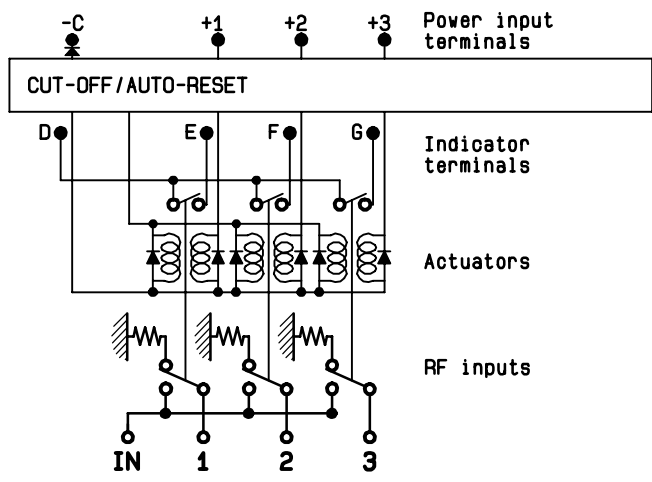 -C +1 +2 +3 Power input
terminals
CUT-OFF/AUTO-RESET
D E F G Indicator
terminals
Actuators
RF inputs
IN 1 2 3